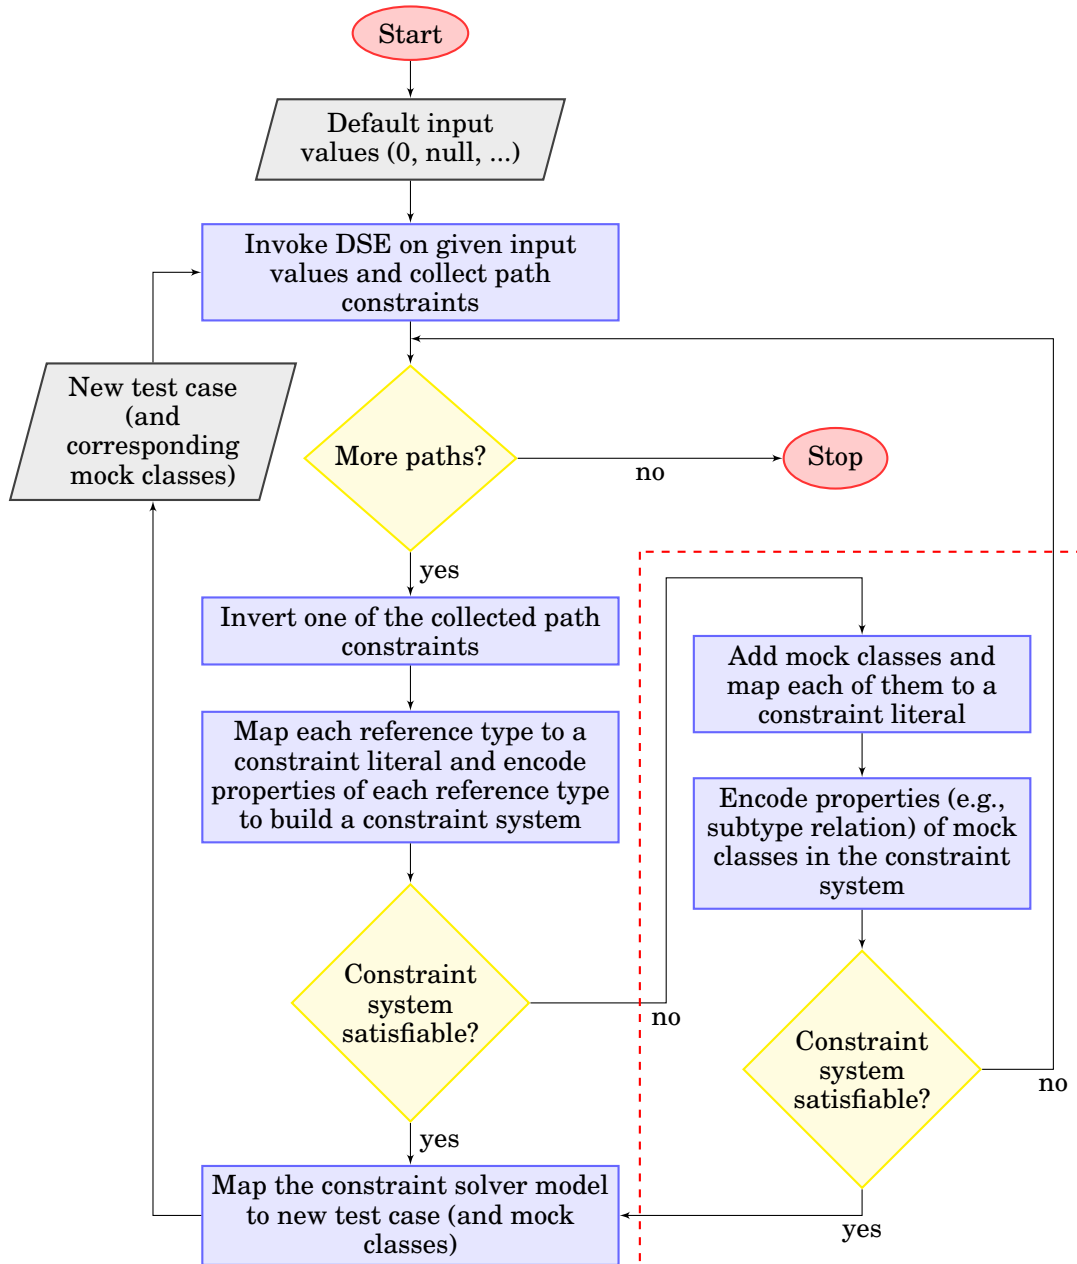 Start
Default input
values (0, null, ...)
Invoke DSE on given input
values and collect path
constraints
New test case
(and
corresponding
mock classes)
More paths?
no
Stop
yes
Invert one of the collected path
constraints
Add mock classes and
map each of them to a
constraint literal
Map each reference type to a
constraint literal and encode
properties of each reference type
to build a constraint system
Encode properties (e.g.,
subtype relation) of mock
classes in the constraint
system
Constraint
system
satisfiable?
no
Constraint
system
satisfiable?
no
yes
Map the constraint solver model
to new test case (and mock
classes)
yes